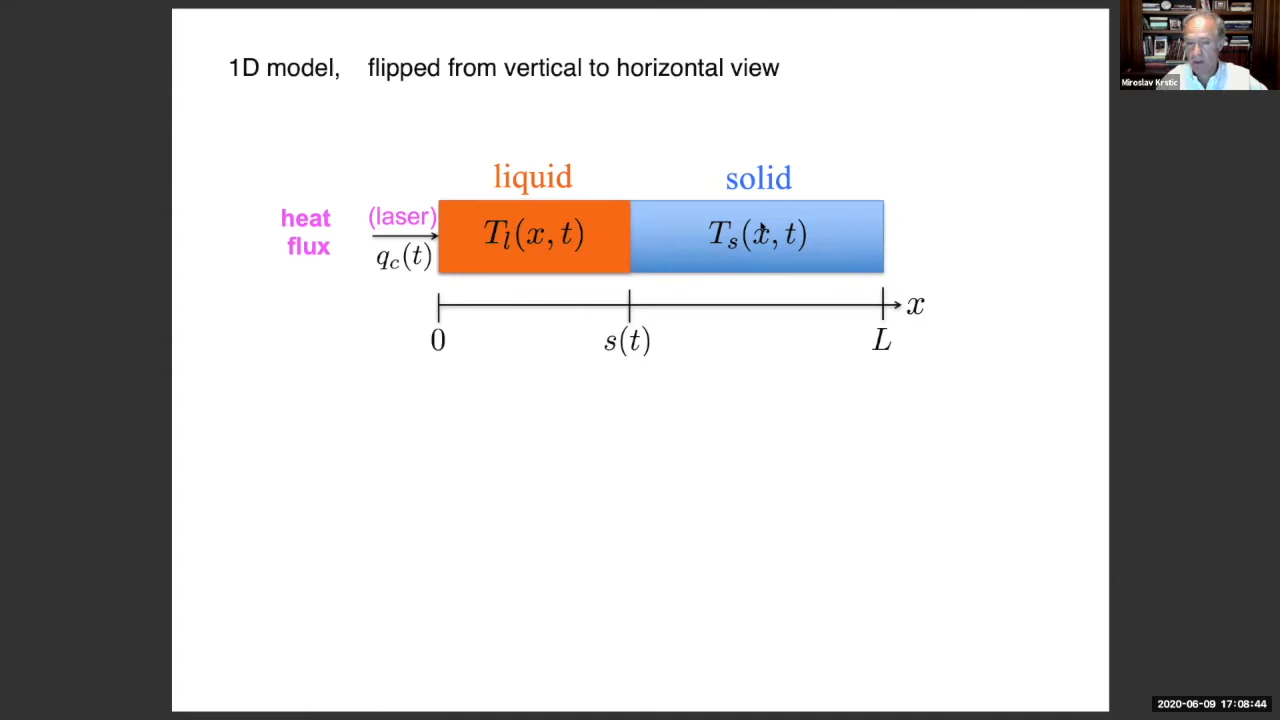 1D model, flipped from vertical to horizontal view
liquid
solid
heat
flux
(laser)
q_c(t)
T_l(x, t)
T_s(x, t)
0
s(t)
L
x
Miroslav Krstic
2020-06-09 17:08:44